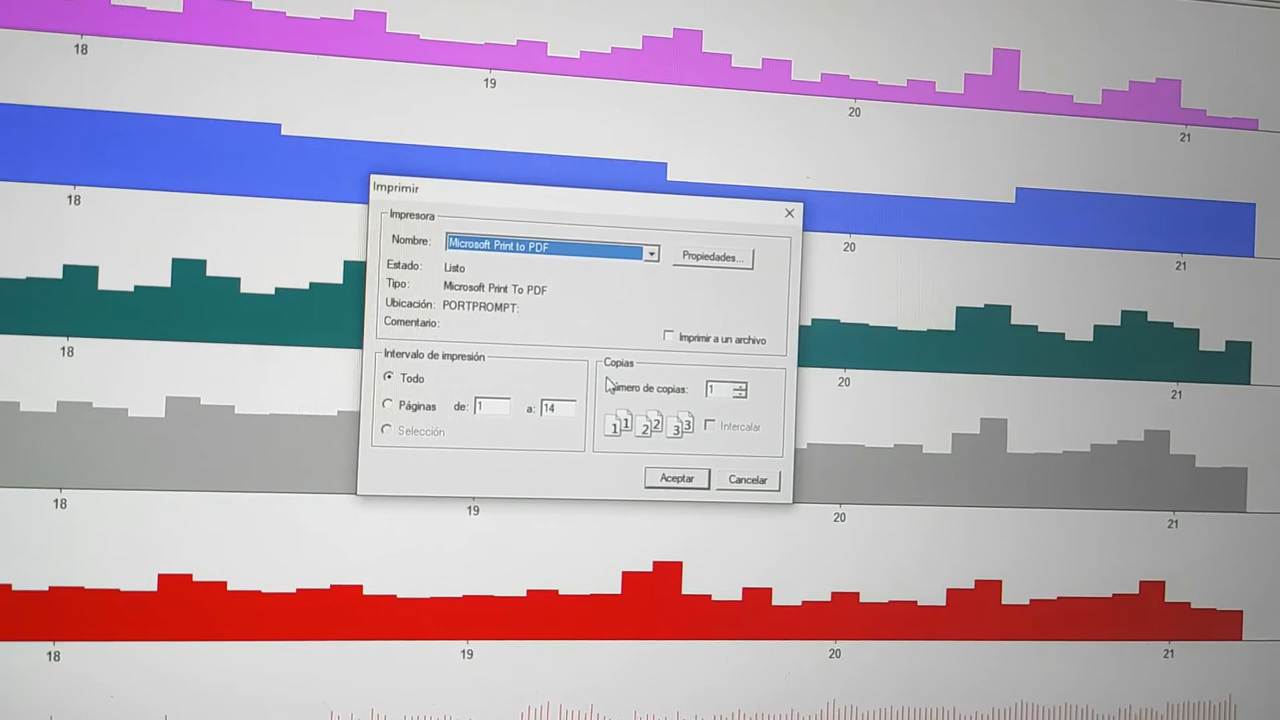 18
19
20
21
18
20
21
Imprimir
Impresora
Nombre: Microsoft Print to PDF Propiedades...
Estado: Listo
Tipo: Microsoft Print To PDF
Ubicación: PORTPROMPT:
Comentario:
Imprimir a un archivo
Intervalo de impresión
Todo
Páginas de: 1 a: 14
Selección
Copias
Número de copias: 1
1 1 2 2 3 3 Intercalar
Aceptar Cancelar
18
20
21
18
19
20
21
18
19
20
21